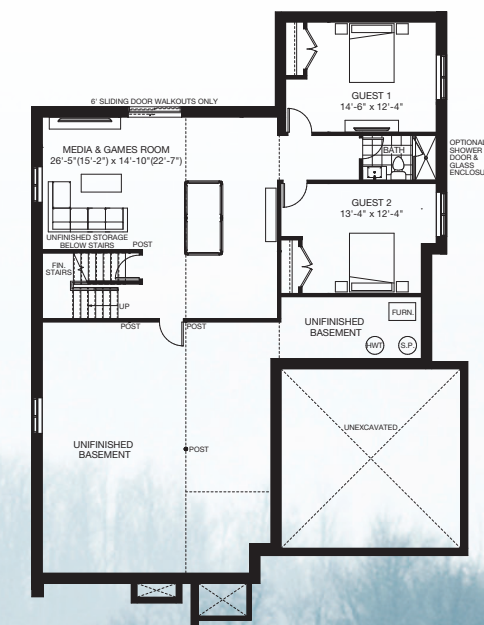 GUEST 1
14'-6" x 12'-4"
6' SLIDING DOOR WALKOUTS ONLY
MEDIA & GAMES ROOM
26'-5"(15'-2") x 14'-10"(22'-7")
BATH
OPTIONAL
SHOWER
DOOR &
GLASS
ENCLOSU
GUEST 2
13'-4" x 12'-4"
UNFINISHED STORAGE
BELOW STAIRS
POST
FIN.
STAIRS
UP
POST
POST
UNIFINISHED
BASEMENT
FURN.
HWT
S.P.
UNEXCAVATED
UNIFINISHED
BASEMENT
POST